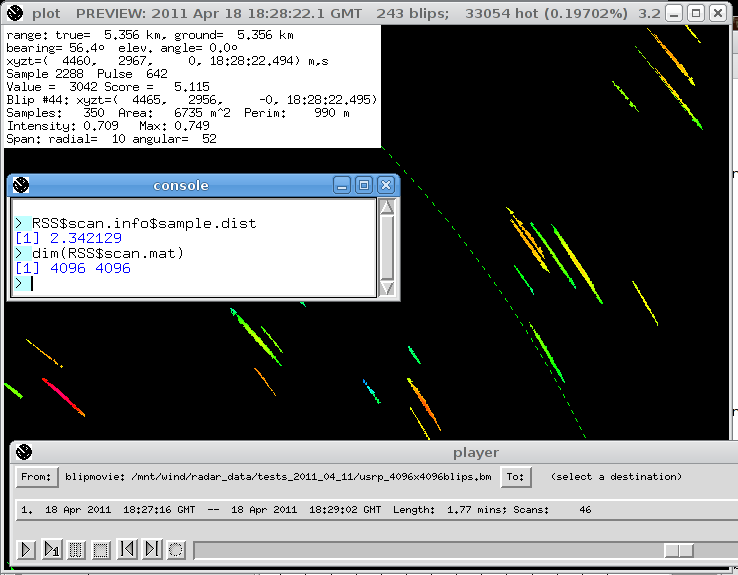 plot PREVIEW: 2011 Apr 18 18:28:22.1 GMT 243 blips; 33054 hot (0.19702%) 3.2
range: true= 5.356 km, ground= 5.356 km
bearing= 56.4° elev. angle= 0.0°
xyzt=( 4460, 2967, 0, 18:28:22.494) m,s
Sample 2288 Pulse 642
Value = 3042 Score = 5.115
Blip #44: xyzt=( 4465, 2956, -0, 18:28:22.495)
Samples: 350 Area: 6735 m^2 Perim: 990 m
Intensity: 0.709 Max: 0.749
Span: radial= 10 angular= 52
console
> RSS$scan.info$sample.dist
[1] 2.342129
> dim(RSS$scan.mat)
[1] 4096 4096
>
player
From: blipmovie: /mnt/wind/radar_data/tests_2011_04_11/usrp_4096x4096blips.bm To: (select a destination)
1. 18 Apr 2011 18:27:16 GMT -- 18 Apr 2011 18:29:02 GMT Length: 1.77 mins; Scans: 46
1